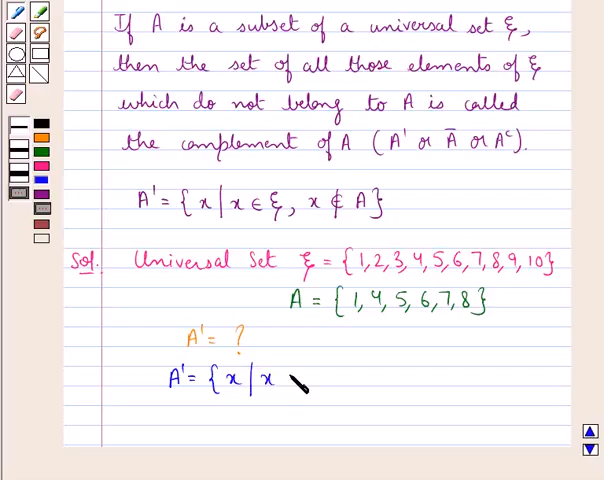 If A is a subset of a universal set ξ,
then the set of all those elements of ξ
which do not belong to A is called
the complement of A (A' or Ā or Aᶜ).
A' = {x | x ∈ ξ, x ∉ A}
Sol. Universal Set ξ = {1,2,3,4,5,6,7,8,9,10}
A = {1,4,5,6,7,8}
A' = ?
A' = {x | x